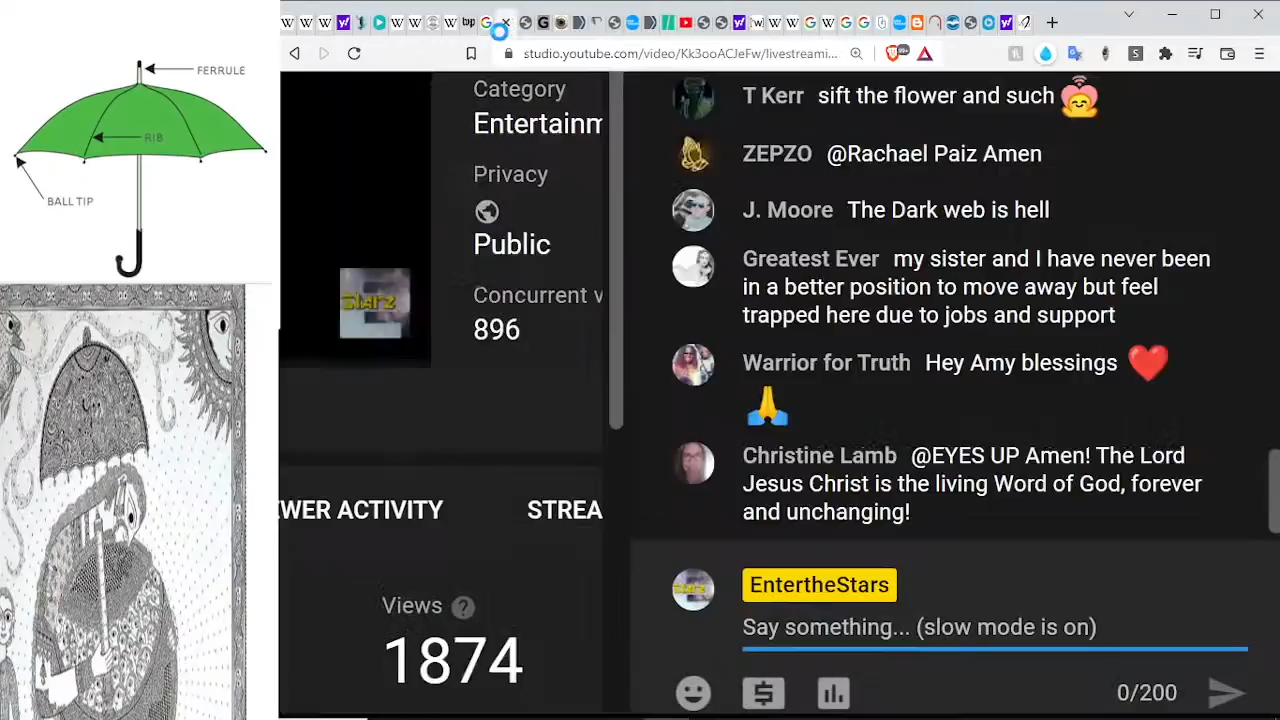 FERRULE
RIB
BALL TIP
studio.youtube.com/video/Kk3ooACJeFw/livestreami...
99+
Category
Entertainm
Privacy
Public
Starz
Concurrent v
896
EWER ACTIVITY
STREA
Views
1874
T Kerr sift the flower and such
ZEPZO @Rachael Paiz Amen
J. Moore The Dark web is hell
Greatest Ever my sister and I have never been
in a better position to move away but feel
trapped here due to jobs and support
Warrior for Truth Hey Amy blessings ❤️
🙏
Christine Lamb @EYES UP Amen! The Lord
Jesus Christ is the living Word of God, forever
and unchanging!
EntertheStars
Say something... (slow mode is on)
0/200